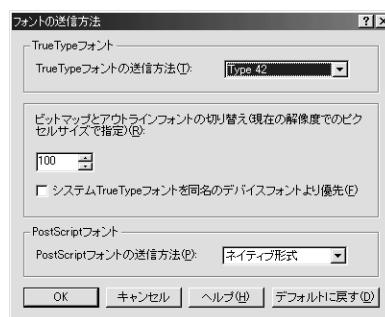 フォントの送信方法
TrueTypeフォント
TrueTypeフォントの送信方法(T):
Type 42
ビットマップとアウトラインフォントの切り替え(現在の解像度でのピク
セルサイズで指定)(R):
100
システムTrueTypeフォントを同名のデバイスフォントより優先(F)
PostScriptフォント
PostScriptフォントの送信方法(P):
ネイティブ形式
OK キャンセル ヘルプ(H) デフォルトに戻す(D)